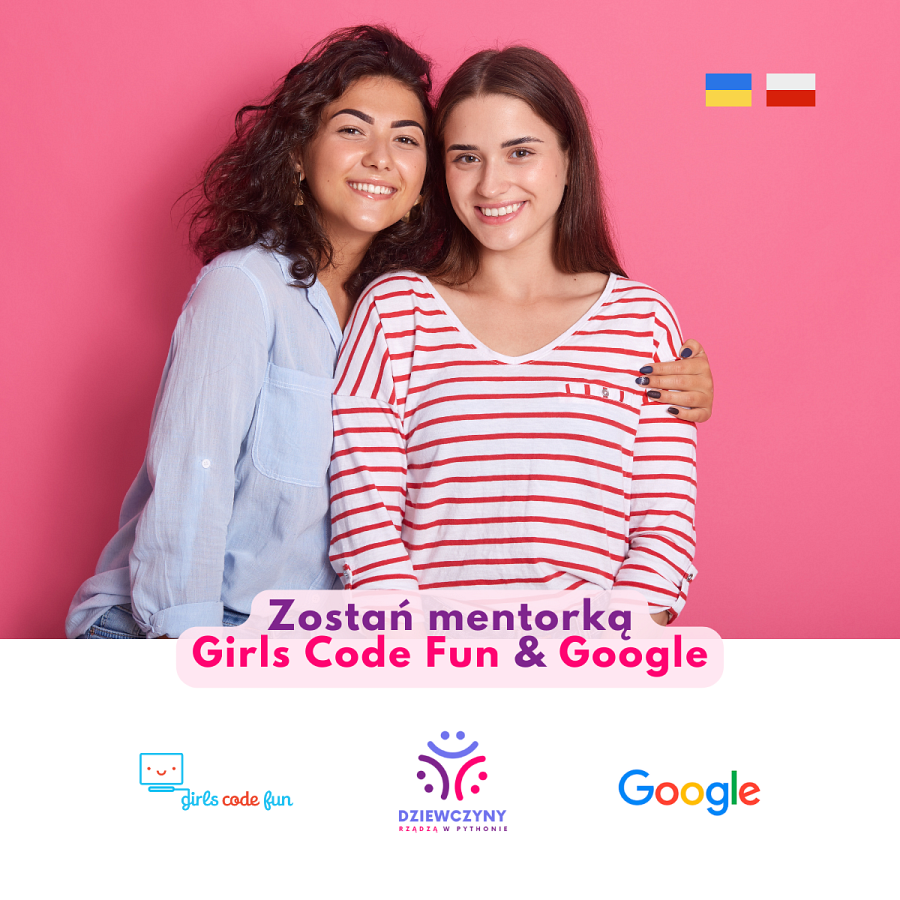 Zostań mentorką
Girls Code Fun & Google
girls code fun
DZIEWCZYNY
RZĄDZĄ W PYTHONIE
Google